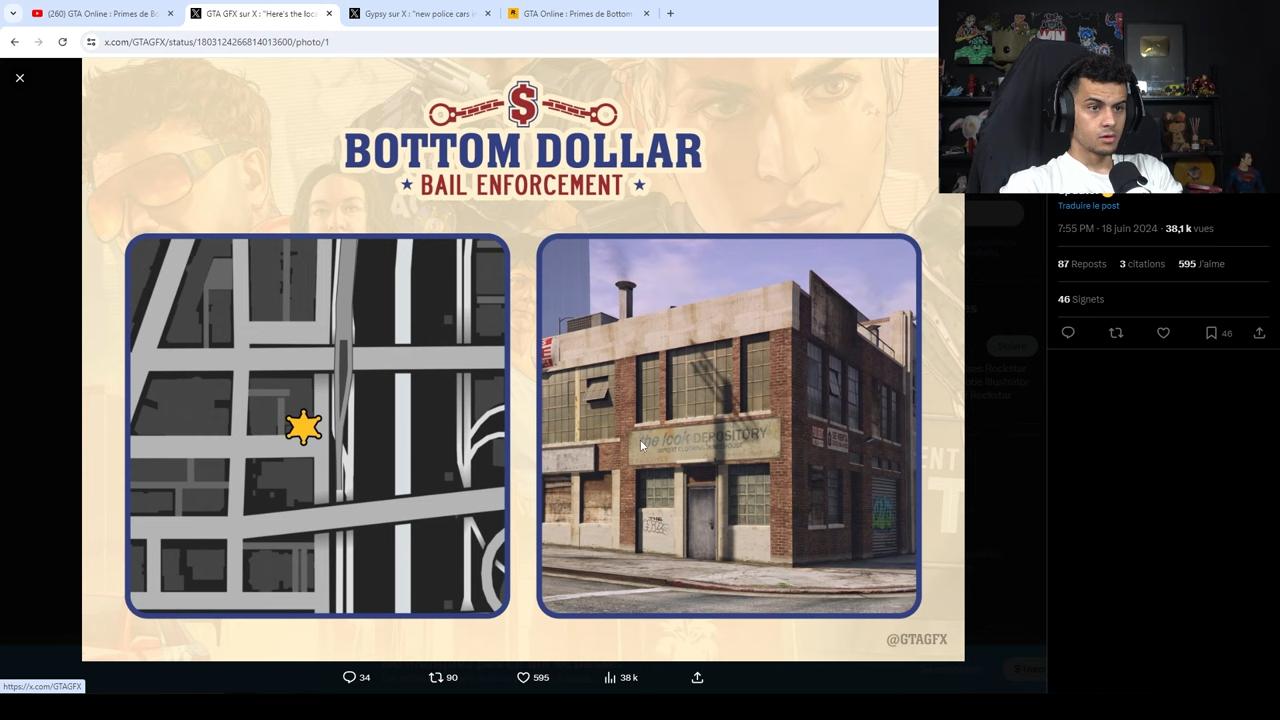 (260) GTA Online : Primes de Bo
GTA GFX sur X : "Here's the loca
Gypsy sur X : "new police cars i
GTA Online : Primes de Bottom
x.com/GTAGFX/status/1803124266814013600/photo/1
$
BOTTOM DOLLAR
★ BAIL ENFORCEMENT ★
the look DEPOSITORY
@GTAGFX
Traduire le post
7:55 PM · 18 juin 2024 · 38,1 k vues
87 Reposts 3 citations 595 J'aime
46 Signets
46
34 90 595 38 k
https://x.com/GTAGFX